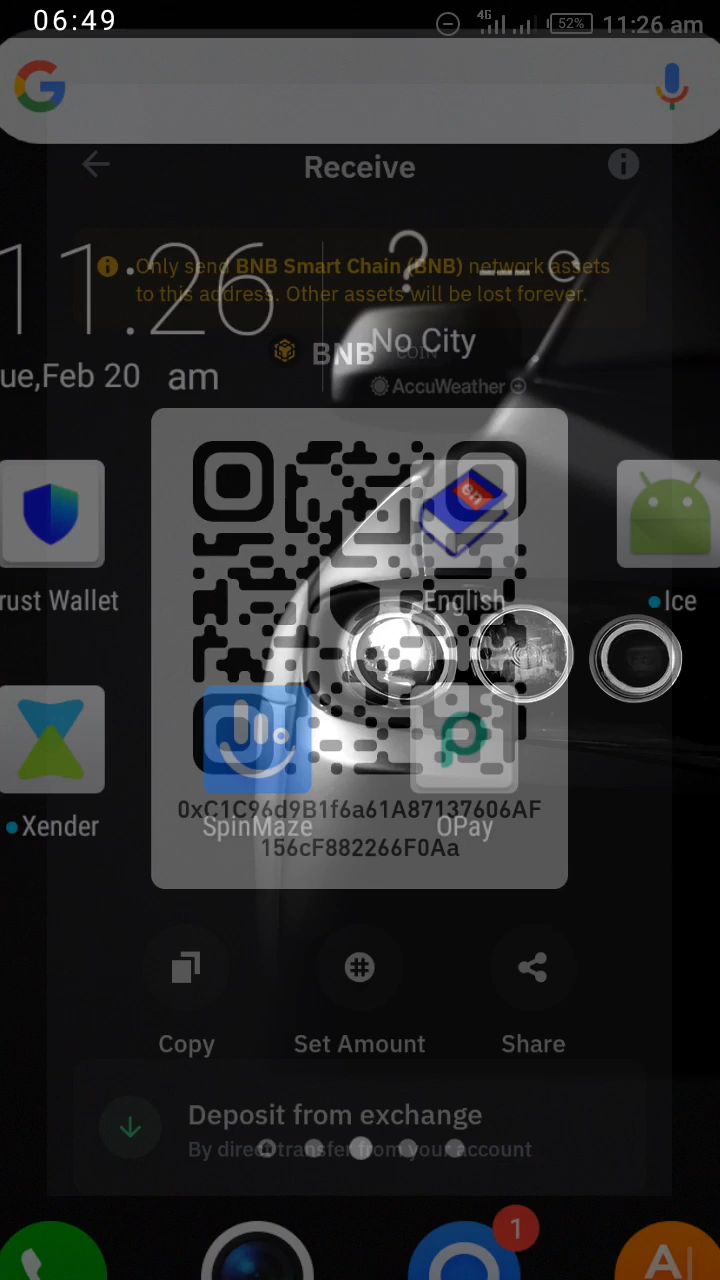 06:49
4G
52%
11:26 am
Receive
11:26
?
Only send BNB Smart Chain (BNB) network assets
to this address. Other assets will be lost forever.
BNB
COIN
No City
ue,Feb 20 am
AccuWeather
en
rust Wallet
English
Ice
Xender
SpinMaze
OPay
0xC1C96d9B1f6a61A87137606AF
156cF882266F0Aa
Copy
Set Amount
Share
Deposit from exchange
By direct transfer from your account
1
A